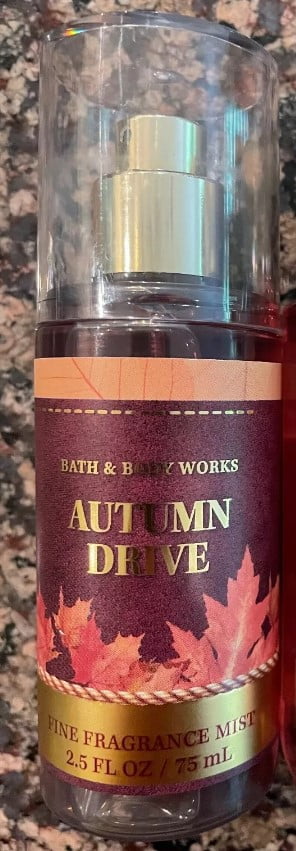 BATH & BODY WORKS
AUTUMN
DRIVE
FINE FRAGRANCE MIST
2.5 FL OZ / 75 mL